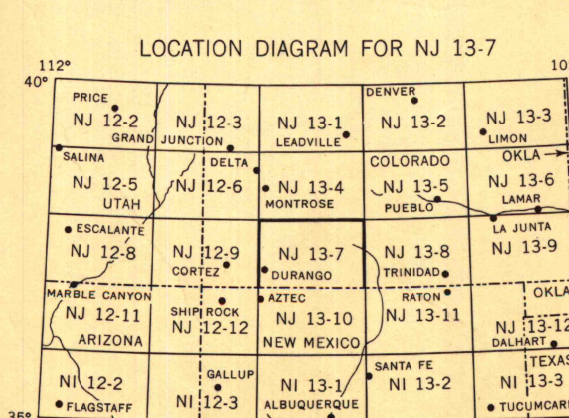 LOCATION DIAGRAM FOR NJ 13-7
112°
40°
PRICE
NJ 12-2
GRAND JUNCTION
NJ 12-3
NJ 13-1
LEADVILLE
DENVER
NJ 13-2
NJ 13-3
LIMON
SALINA
DELTA
COLORADO
OKLA
NJ 12-5
UTAH
NJ 12-6
NJ 13-4
MONTROSE
NJ 13-5
PUEBLO
NJ 13-6
LAMAR
LA JUNTA
ESCALANTE
NJ 12-8
NJ 12-9
CORTEZ
NJ 13-7
DURANGO
NJ 13-8
TRINIDAD
NJ 13-9
MARBLE CANYON
NJ 12-11
ARIZONA
SHIP ROCK
NJ 12-12
AZTEC
NJ 13-10
NEW MEXICO
RATON
NJ 13-11
OKLA
NJ 13-12
DALHART
TEXAS
NI 12-2
FLAGSTAFF
GALLUP
NI 12-3
NI 13-1
ALBUQUERQUE
SANTA FE
NI 13-2
NI 13-3
TUCUMCARI
35°